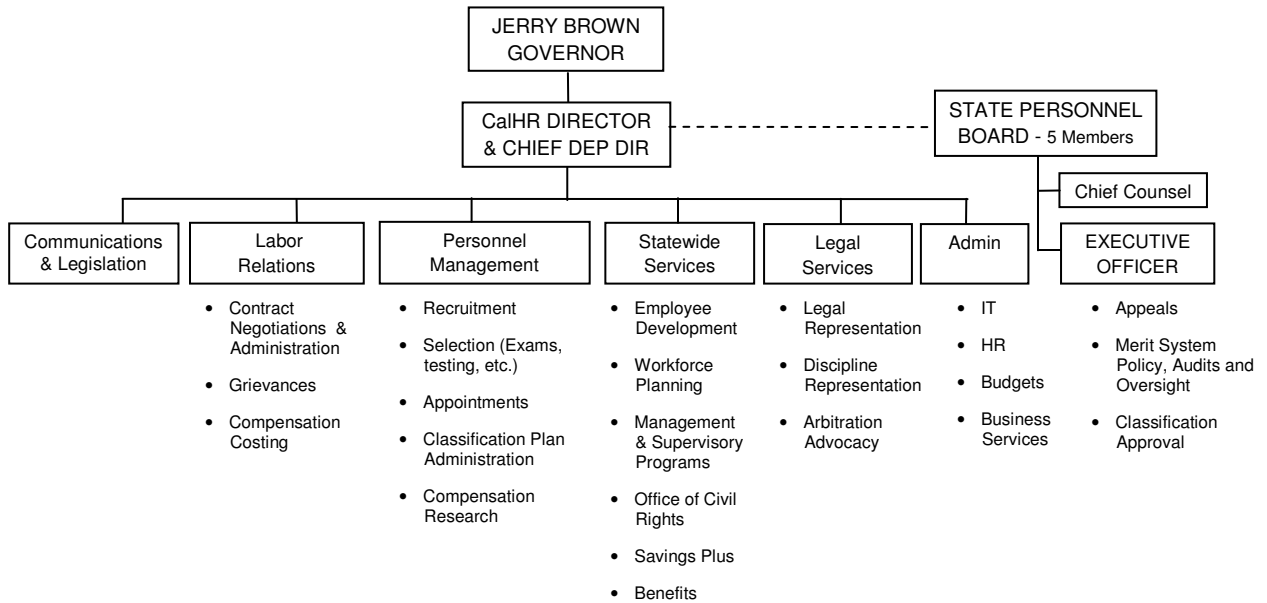 JERRY BROWN
GOVERNOR
CalHR DIRECTOR
& CHIEF DEP DIR
STATE PERSONNEL
BOARD - 5 Members
Chief Counsel
EXECUTIVE
OFFICER
Communications
& Legislation
Labor
Relations
Personnel
Management
Statewide
Services
Legal
Services
Admin
• Contract
Negotiations &
Administration
• Grievances
• Compensation
Costing
• Recruitment
• Selection (Exams,
testing, etc.)
• Appointments
• Classification Plan
Administration
• Compensation
Research
• Employee
Development
• Workforce
Planning
• Management
& Supervisory
Programs
• Office of Civil
Rights
• Savings Plus
• Benefits
• Legal
Representation
• Discipline
Representation
• Arbitration
Advocacy
• IT
• HR
• Budgets
• Business
Services
• Appeals
• Merit System
Policy, Audits and
Oversight
• Classification
Approval